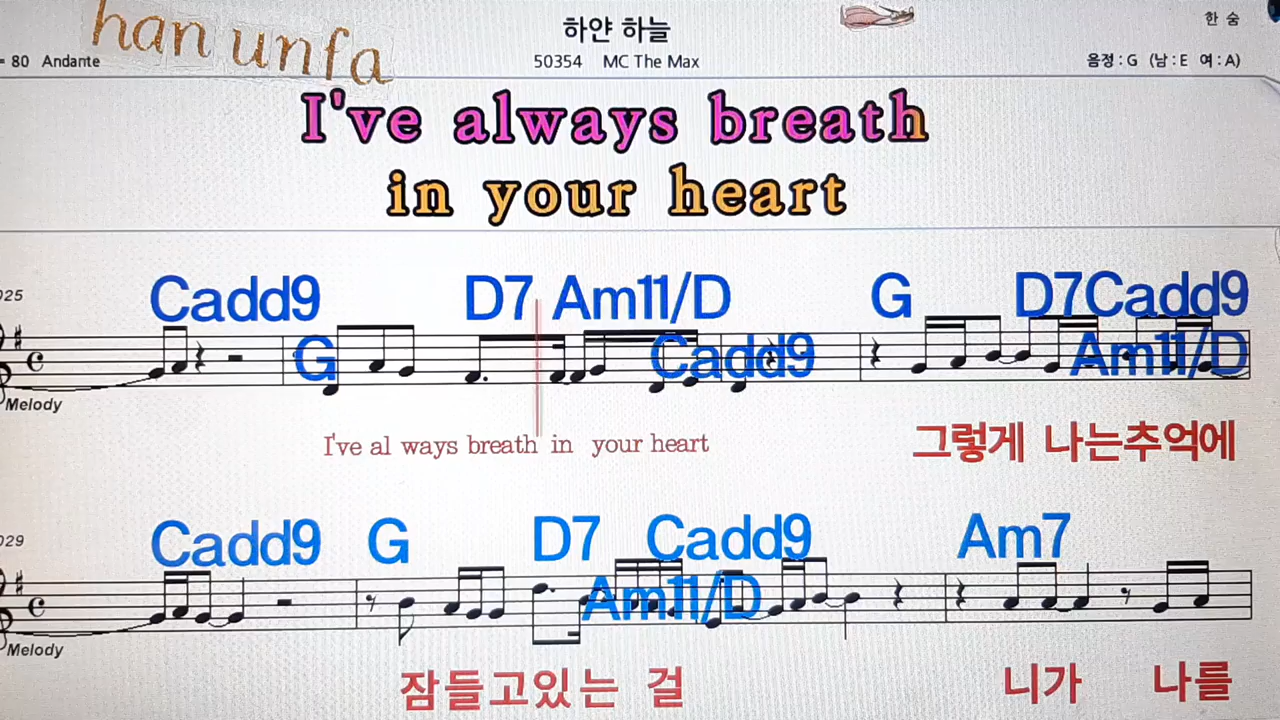 han unfa
하얀 하늘
한 숨
= 80 Andante
50354 MC The Max
음정 : G (남 : E 여 : A)
I've always breath
in your heart
025
Cadd9 D7 Am11/D G D7Cadd9
G Cadd9 Am11/D
Melody
I've al ways breath in your heart 그렇게 나는추억에
029
Cadd9 G D7 Cadd9 Am7
Am11/D
Melody
잠들고있는 걸 니가 나를